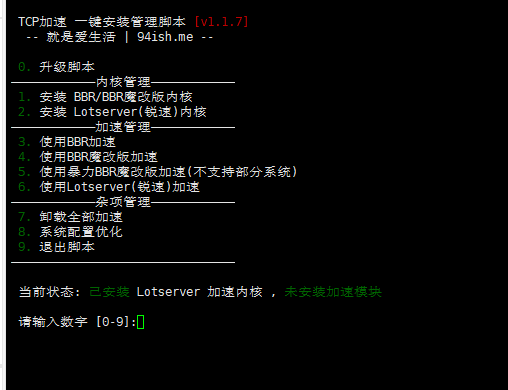 TCP加速 一键安装管理脚本 [v1.1.7]
-- 就是爱生活 | 94ish.me --
0. 升级脚本
————————————内核管理————————————
1. 安装 BBR/BBR魔改版内核
2. 安装 Lotserver(锐速)内核
————————————加速管理————————————
3. 使用BBR加速
4. 使用BBR魔改版加速
5. 使用暴力BBR魔改版加速(不支持部分系统)
6. 使用Lotserver(锐速)加速
————————————杂项管理————————————
7. 卸载全部加速
8. 系统配置优化
9. 退出脚本
————————————————————————————————
当前状态: 已安装 Lotserver 加速内核 , 未安装加速模块
请输入数字 [0-9]: